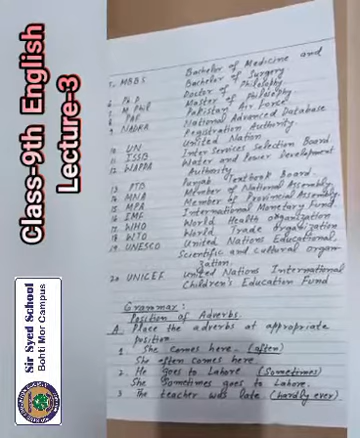 Class-9th English
Lecture-3
Sir Syed School
Bohti Mor Campus
5. MBBS Bachelor of Medicine and
Bachelor of Surgery
6. Ph D Doctor of Philosophy
7. M Phil Master of Philosophy.
8 PAF Pakistan Air Force
9 NADRA National Advanced Database
Registration Authority.
10 UN United Nation
11 ISSB Inter Services Selection Board
12 WAPDA Water and Power Development
Authority.
13 PTB Punjab Textbook Board.
14 MNA Member of National Assembly
15 MPA Member of Provincial Assembly.
16 IMF International Monetary Fund
17 WHO World Health Organization
18 WTO World Trade Organization
19 UNESCO United Nations Educational,
Scientific and Cultural Organi-
zation.
20 UNICEF United Nations International
Children's Education Fund
Grammar:
Position of Adverbs.
A. Place the adverbs at appropriate
position.
1. She comes here. (often)
She often comes here.
2. He goes to Lahore (Sometimes)
She Sometimes goes to Lahore.
3 The teacher was late (hardly ever)